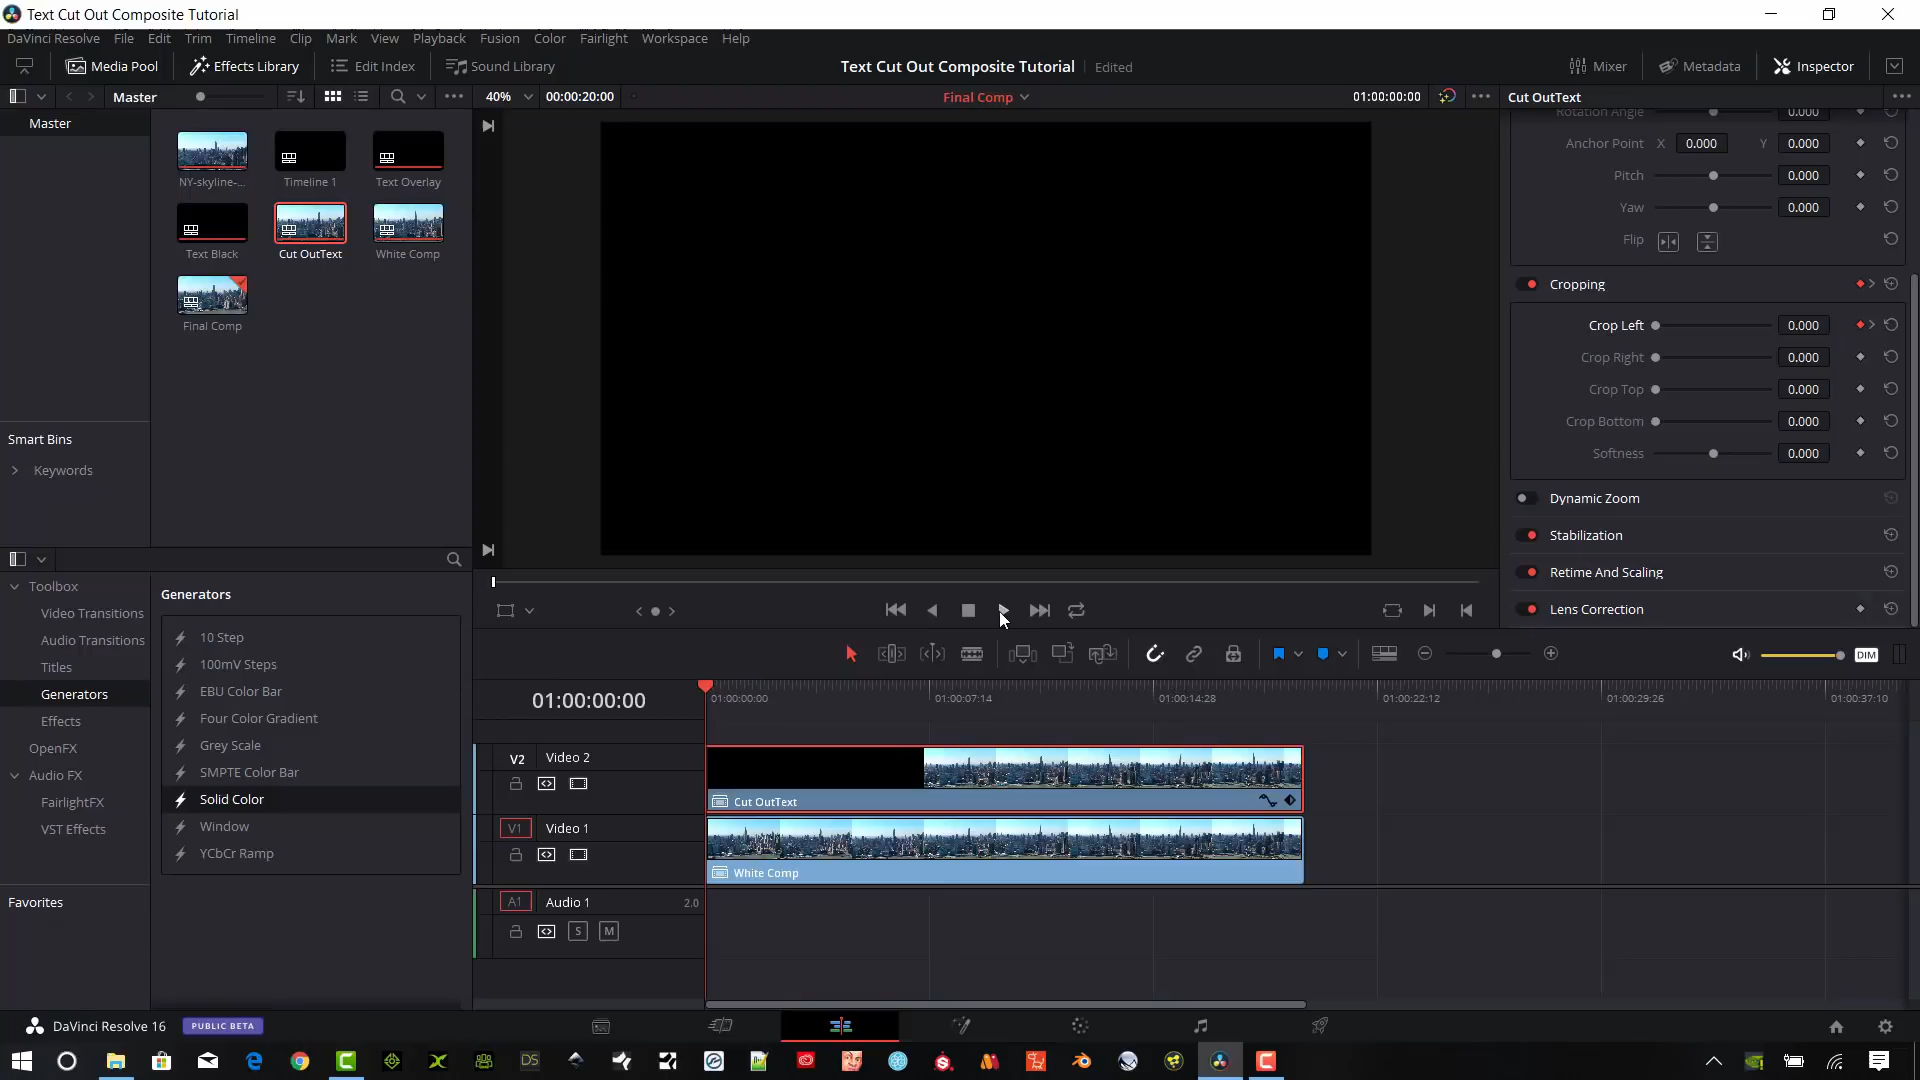 Text Cut Out Composite Tutorial
DaVinci Resolve File Edit Trim Timeline Clip Mark View Playback Fusion Color Fairlight Workspace Help
Media Pool Effects Library Edit Index Sound Library Text Cut Out Composite Tutorial Edited Mixer Metadata Inspector
Master 40% 00:00:20:00 Final Comp 01:00:00:00 Cut OutText
Master
Rotation Angle 0.000
Anchor Point X 0.000 Y 0.000
NY-skyline-... Timeline 1 Text Overlay
Pitch 0.000
Yaw 0.000
Flip
Text Black Cut OutText White Comp
Cropping
Final Comp
Crop Left 0.000
Crop Right 0.000
Crop Top 0.000
Crop Bottom 0.000
Softness 0.000
Smart Bins
Keywords
Dynamic Zoom
Stabilization
Retime And Scaling
Lens Correction
Toolbox
Video Transitions
Audio Transitions
Titles
Generators
Effects
OpenFX
Audio FX
FairlightFX
VST Effects
Favorites
Generators
10 Step
100mV Steps
EBU Color Bar
Four Color Gradient
Grey Scale
SMPTE Color Bar
Solid Color
Window
YCbCr Ramp
DIM
01:00:00:00 01:00:00:00 01:00:07:14 01:00:14:28 01:00:22:12 01:00:29:26 01:00:37:10
V2 Video 2
Cut OutText
V1 Video 1
White Comp
A1 Audio 1 2.0
S M
DaVinci Resolve 16 PUBLIC BETA
DS